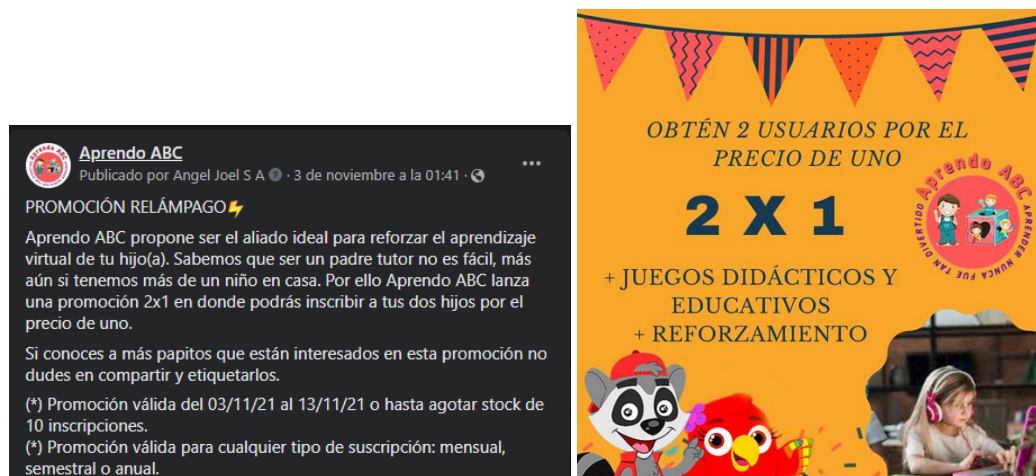 Aprendo ABC
Publicado por Angel Joel S A · 3 de noviembre a la 01:41 ·
PROMOCIÓN RELÁMPAGO⚡
Aprendo ABC propone ser el aliado ideal para reforzar el aprendizaje
virtual de tu hijo(a). Sabemos que ser un padre tutor no es fácil, más
aún si tenemos más de un niño en casa. Por ello Aprendo ABC lanza
una promoción 2x1 en donde podrás inscribir a tus dos hijos por el
precio de uno.
Si conoces a más papitos que están interesados en esta promoción no
dudes en compartir y etiquetarlos.
(*) Promoción válida del 03/11/21 al 13/11/21 o hasta agotar stock de
10 inscripciones.
(*) Promoción válida para cualquier tipo de suscripción: mensual,
semestral o anual.
OBTÉN 2 USUARIOS POR EL
PRECIO DE UNO
2 X 1
Aprendo ABC
APRENDER NUNCA FUE TAN DIVERTIDO
+ JUEGOS DIDÁCTICOS Y
EDUCATIVOS
+ REFORZAMIENTO